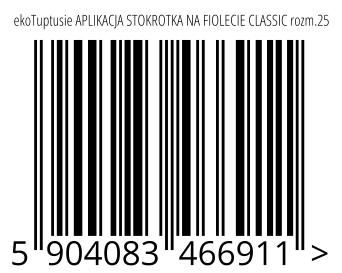 ekoTuptusie APLIKACJA STOKROTKA NA FIOLECIE CLASSIC rozm.25
5 904083 466911 >